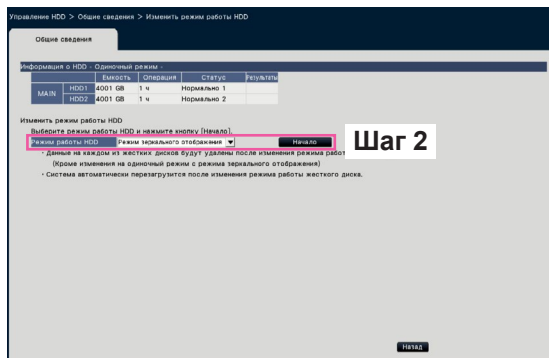 Управление HDD > Общие сведения > Изменить режим работы HDD
Общие сведения
Информация о HDD - Одиночный режим -
Емкость Операция Статус Результаты
MAIN HDD1 4001 GB 1 ч Нормально 1
HDD2 4001 GB 1 ч Нормально 2
Изменить режим работы HDD
Выберите режим работы HDD и нажмите кнопку [Начало].
Режим работы HDD Режим зеркального отображения ▼ Начало
Шаг 2
· Данные на каждом из жестких дисков будут удалены после изменения режима работ
(Кроме изменения на одиночный режим с режима зеркального отображения)
· Система автоматически перезагрузится после изменения режима работы жесткого диска.
Назад